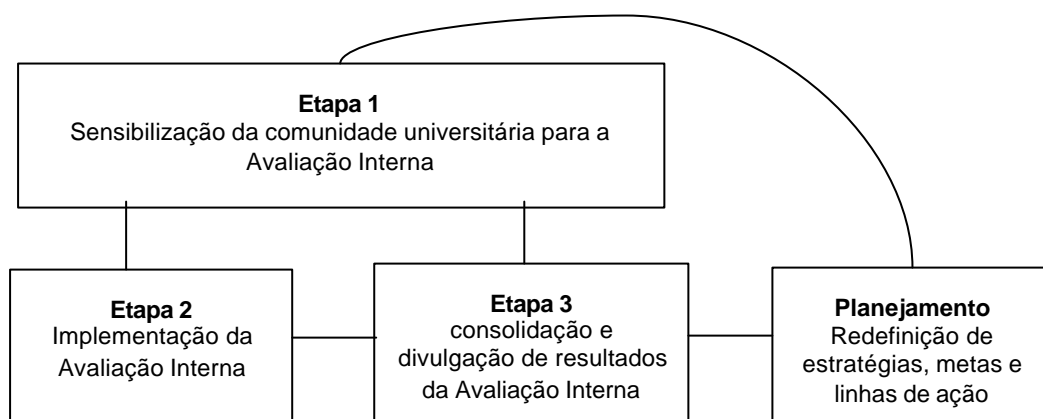 Etapa 1
Sensibilização da comunidade universitária para a
Avaliação Interna
Etapa 2
Implementação da
Avaliação Interna
Etapa 3
consolidação e
divulgação de resultados
da Avaliação Interna
Planejamento
Redefinição de
estratégias, metas e
linhas de ação